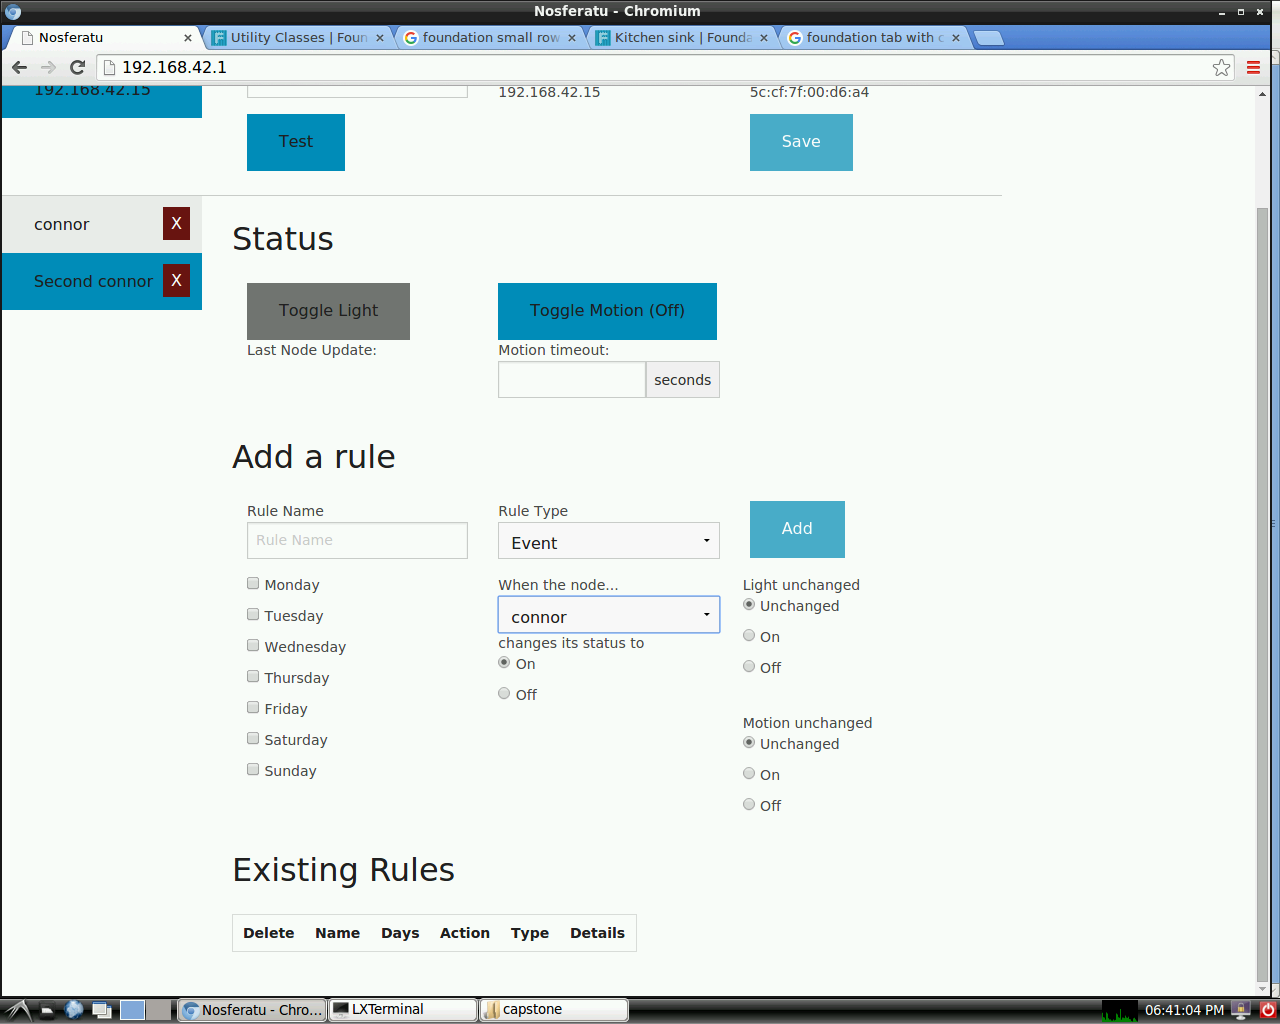 Nosferatu - Chromium
Nosferatu
Utility Classes | Foun
foundation small row
Kitchen sink | Founda
foundation tab with c
192.168.42.1
192.168.42.15
192.168.42.15
5c:cf:7f:00:d6:a4
Test
Save
connor X
Second connor X
Status
Toggle Light
Toggle Motion (Off)
Last Node Update:
Motion timeout:
seconds
Add a rule
Rule Name
Rule Type
Add
Rule Name
Event
Monday
Tuesday
Wednesday
Thursday
Friday
Saturday
Sunday
When the node...
connor
changes its status to
On
Off
Light unchanged
Unchanged
On
Off
Motion unchanged
Unchanged
On
Off
Existing Rules
Delete Name Days Action Type Details
Nosferatu - Chro...
LXTerminal
capstone
06:41:04 PM